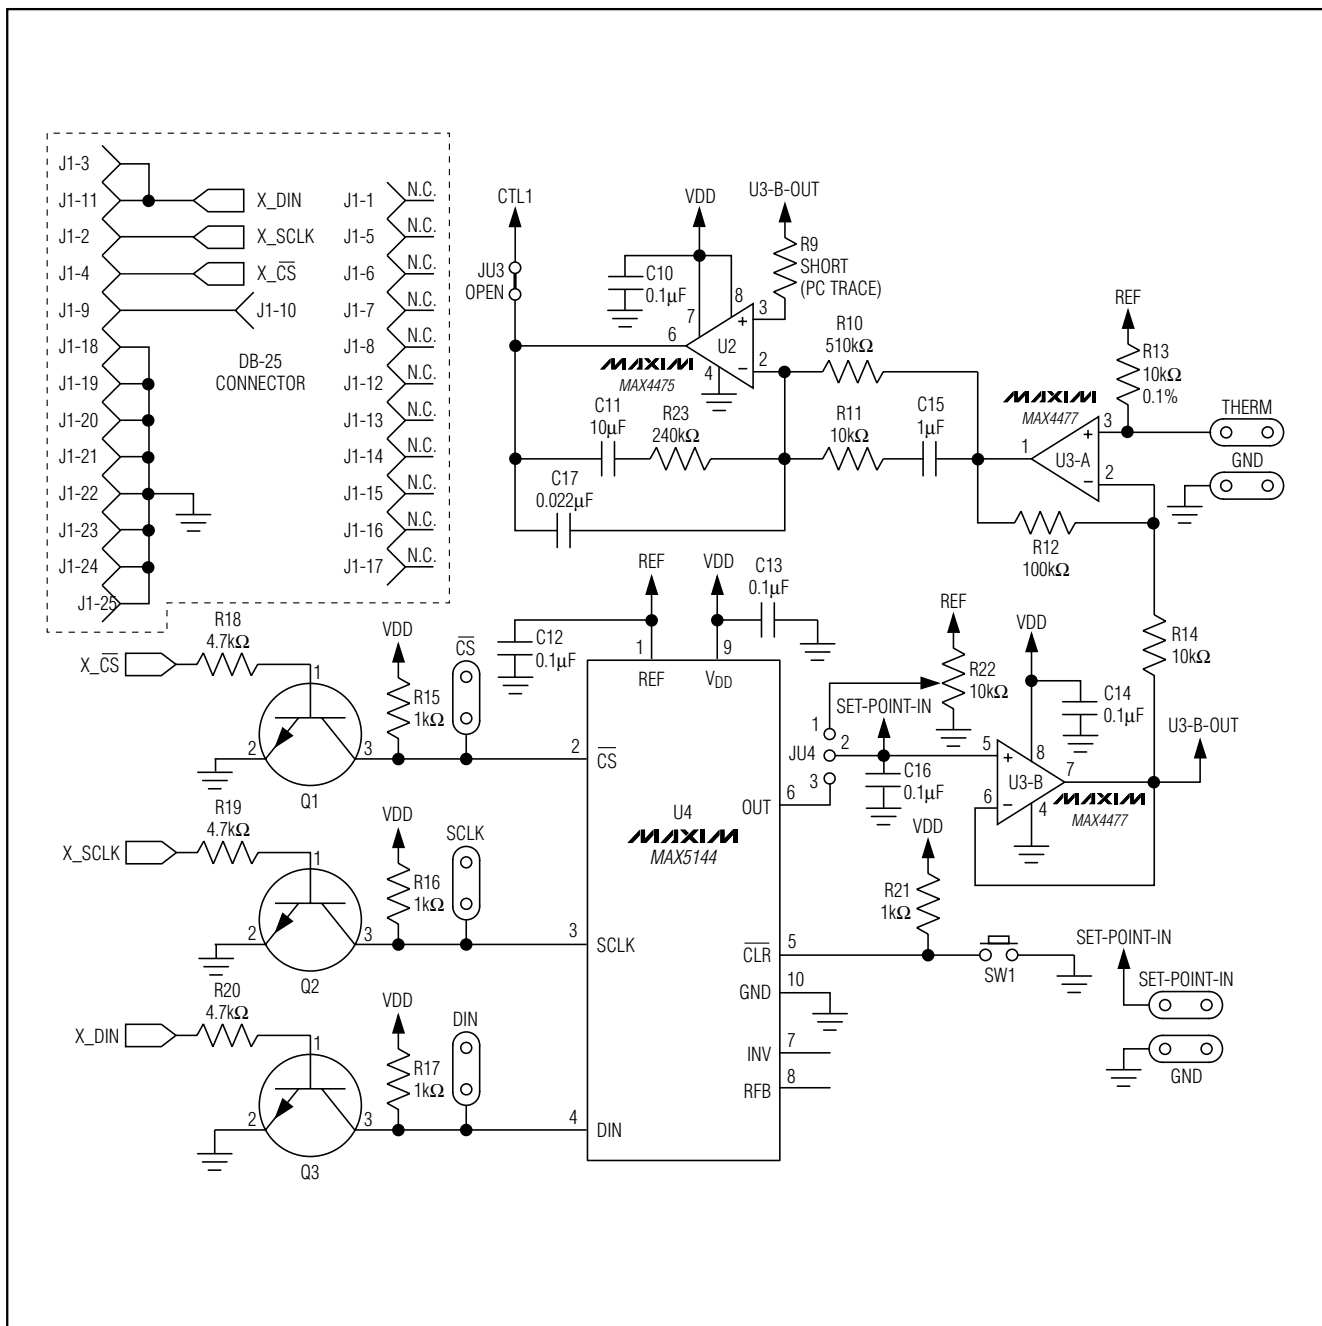 J1-3
J1-11
X_DIN
J1-2
X_SCLK
J1-4
X_C̅S̅
J1-9
J1-10
J1-18
J1-19
J1-20
J1-21
J1-22
J1-23
J1-24
J1-25
DB-25
CONNECTOR
J1-1 N.C.
J1-5 N.C.
J1-6 N.C.
J1-7 N.C.
J1-8 N.C.
J1-12 N.C.
J1-13 N.C.
J1-14 N.C.
J1-15 N.C.
J1-16 N.C.
J1-17 N.C.
CTL1
JU3
OPEN
VDD
C10
0.1µF
U3-B-OUT
R9
SHORT
(PC TRACE)
8
7
6
3
2
4
+
−
U2
MAXIM
MAX4475
R10
510kΩ
C11
10µF
R23
240kΩ
R11
10kΩ
C15
1µF
C17
0.022µF
REF
R13
10kΩ
0.1%
MAXIM
MAX4477
1
3
2
+
−
U3-A
THERM
GND
R12
100kΩ
R14
10kΩ
X_C̅S̅
R18
4.7kΩ
1
2
3
Q1
VDD
R15
1kΩ
C̅S̅
X_SCLK
R19
4.7kΩ
1
2
3
Q2
VDD
R16
1kΩ
SCLK
X_DIN
R20
4.7kΩ
1
2
3
Q3
VDD
R17
1kΩ
DIN
REF
C12
0.1µF
VDD
C13
0.1µF
1
REF
9
VDD
2
C̅S̅
3
SCLK
4
DIN
U4
MAXIM
MAX5144
OUT
6
C̅L̅R̅
5
GND
10
INV
7
RFB
8
REF
R22
10kΩ
SET-POINT-IN
1
2
3
JU4
C16
0.1µF
VDD
C14
0.1µF
5
6
8
7
4
+
−
U3-B
MAXIM
MAX4477
U3-B-OUT
VDD
R21
1kΩ
SW1
SET-POINT-IN
SET-POINT-IN
GND